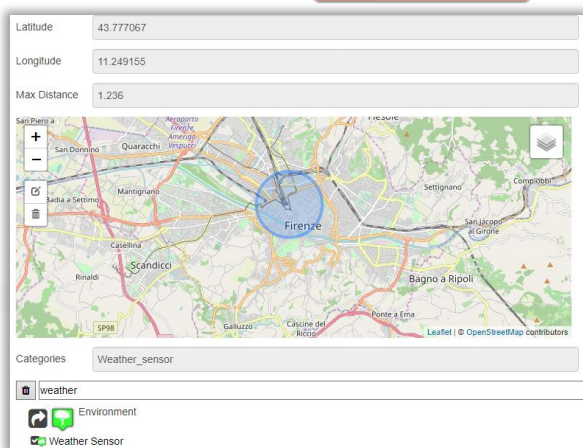 Latitude
43.777067
Longitude
11.249155
Max Distance
1.236
San Piero a
Aeroporto
Firenze
Amerigo
Vespucci
Fiesole
+
San Donnino
Quaracchi
-
Settignano
Compiobbi
Mantignano
Badia a Settimo
San Jacopo
al Girone
Firenze
Casellina
Scandicci
Rinaldi
Bagno a Ripoli
Ponte a Ema
SP98
Galluzzo
Cascine del
Riccio
Leaflet | © OpenStreetMap contributors
Categories
Weather_sensor
weather
Environment
Weather Sensor